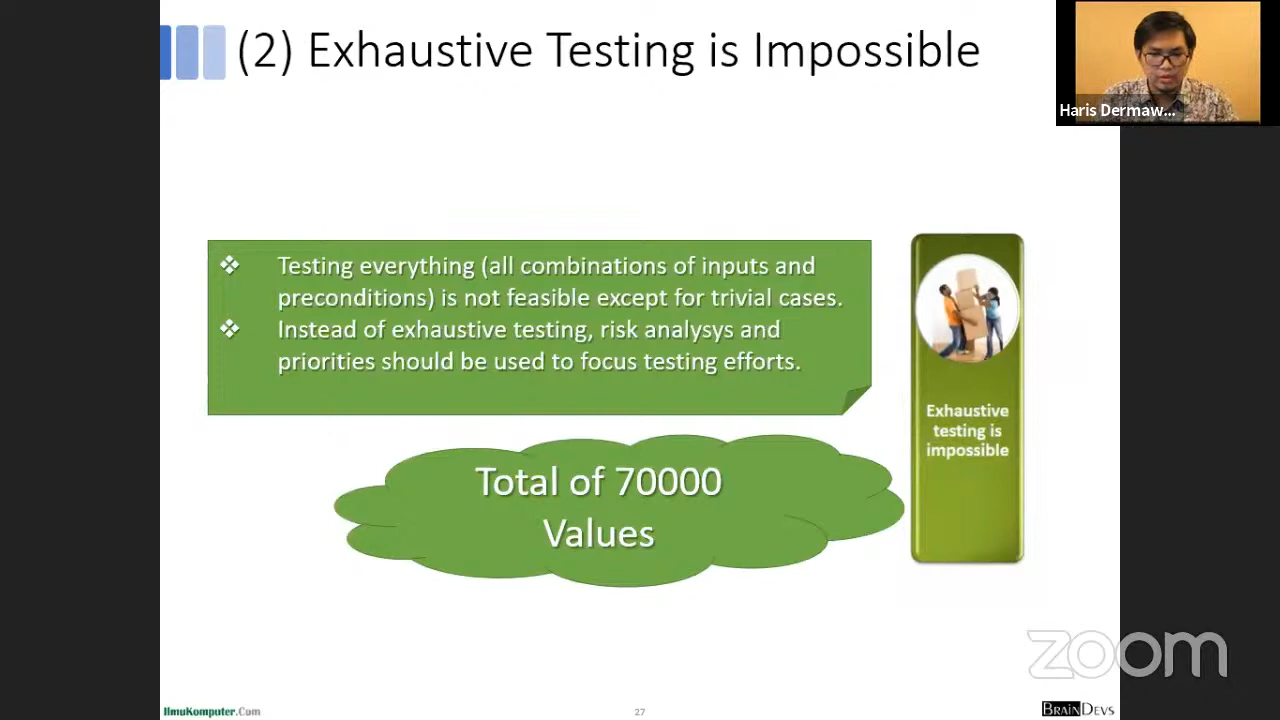 (2) Exhaustive Testing is Impossible
Haris Dermaw...
❖ Testing everything (all combinations of inputs and
preconditions) is not feasible except for trivial cases.
❖ Instead of exhaustive testing, risk analysys and
priorities should be used to focus testing efforts.
Exhaustive
testing is
impossible
Total of 70000
Values
zoom
IlmuKomputer.Com
27
BRAINDEVS